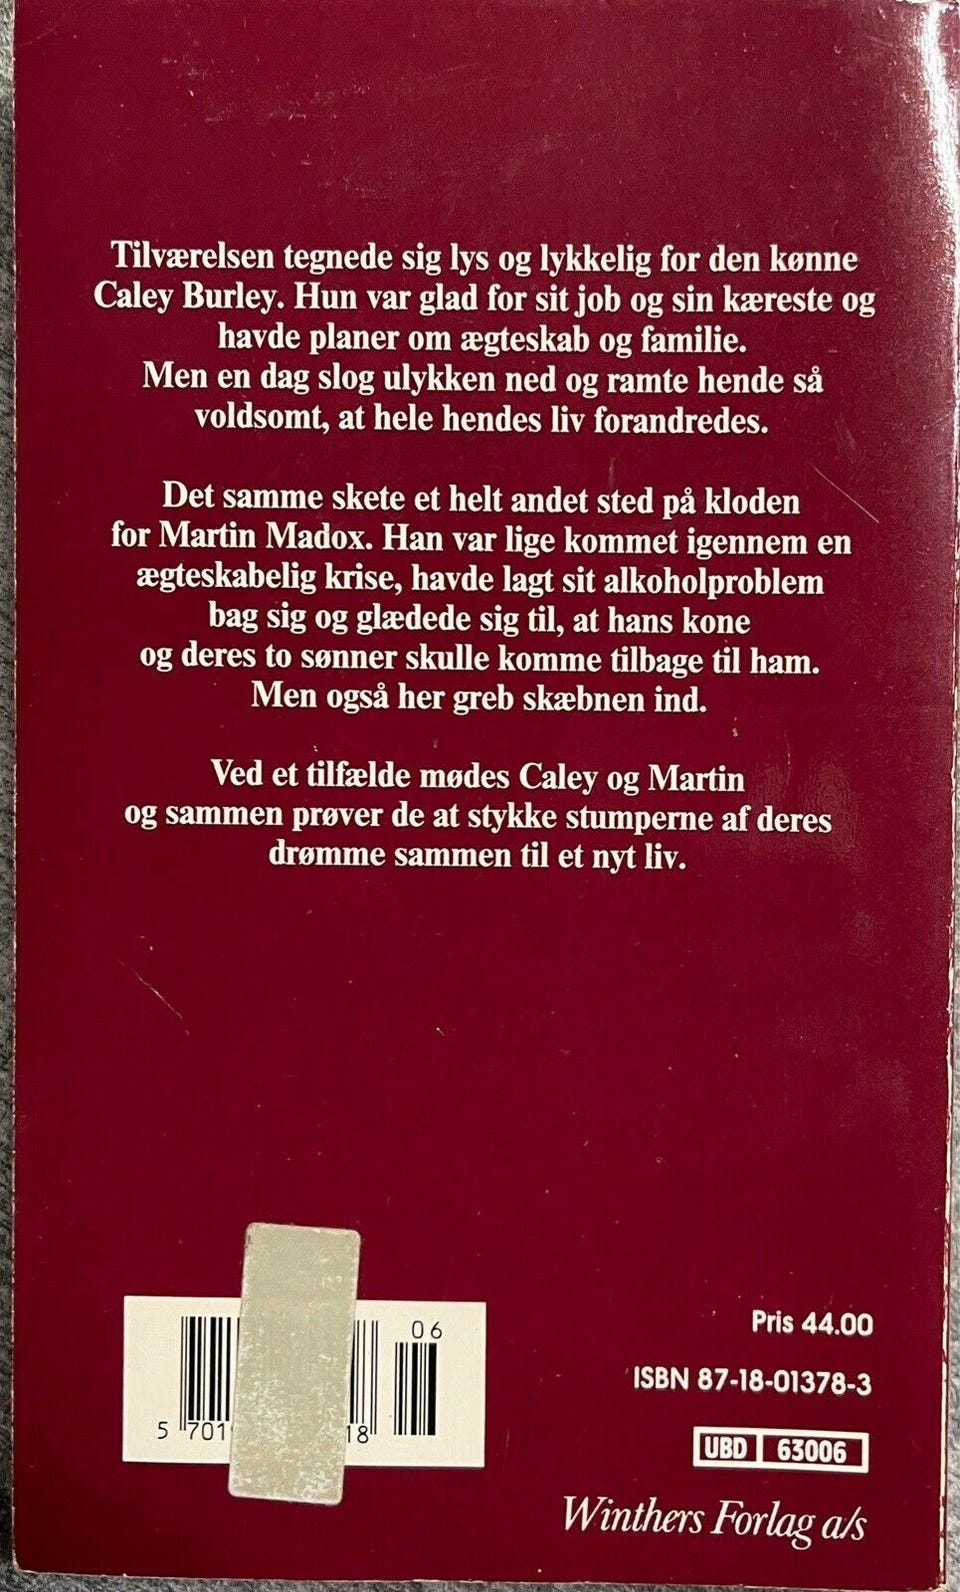 Tilværelsen tegnede sig lys og lykkelig for den kønne
Caley Burley. Hun var glad for sit job og sin kæreste og
havde planer om ægteskab og familie.
Men en dag slog ulykken ned og ramte hende så
voldsomt, at hele hendes liv forandredes.
Det samme skete et helt andet sted på kloden
for Martin Madox. Han var lige kommet igennem en
ægteskabelig krise, havde lagt sit alkoholproblem
bag sig og glædede sig til, at hans kone
og deres to sønner skulle komme tilbage til ham.
Men også her greb skæbnen ind.
Ved et tilfælde mødes Caley og Martin
og sammen prøver de at stykke stumperne af deres
drømme sammen til et nyt liv.
06
5 701 18
Pris 44.00
ISBN 87-18-01378-3
UBD 63006
Winthers Forlag a/s